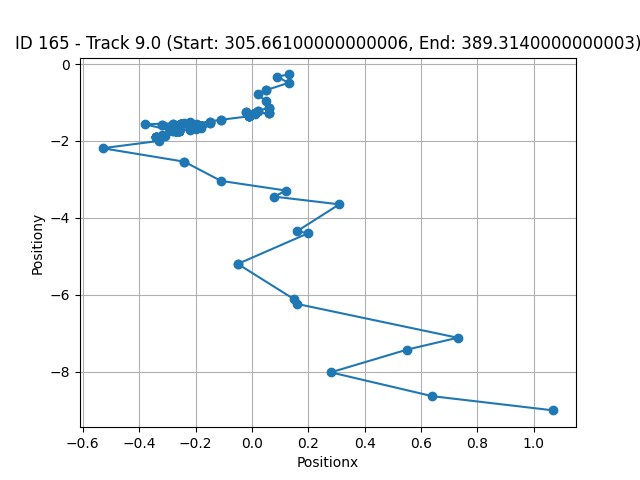 ID 165 - Track 9.0 (Start: 305.66100000000006, End: 389.3140000000003)
0
−2
−4
−6
−8
Positiony
−0.6 −0.4 −0.2 0.0 0.2 0.4 0.6 0.8 1.0
Positionx